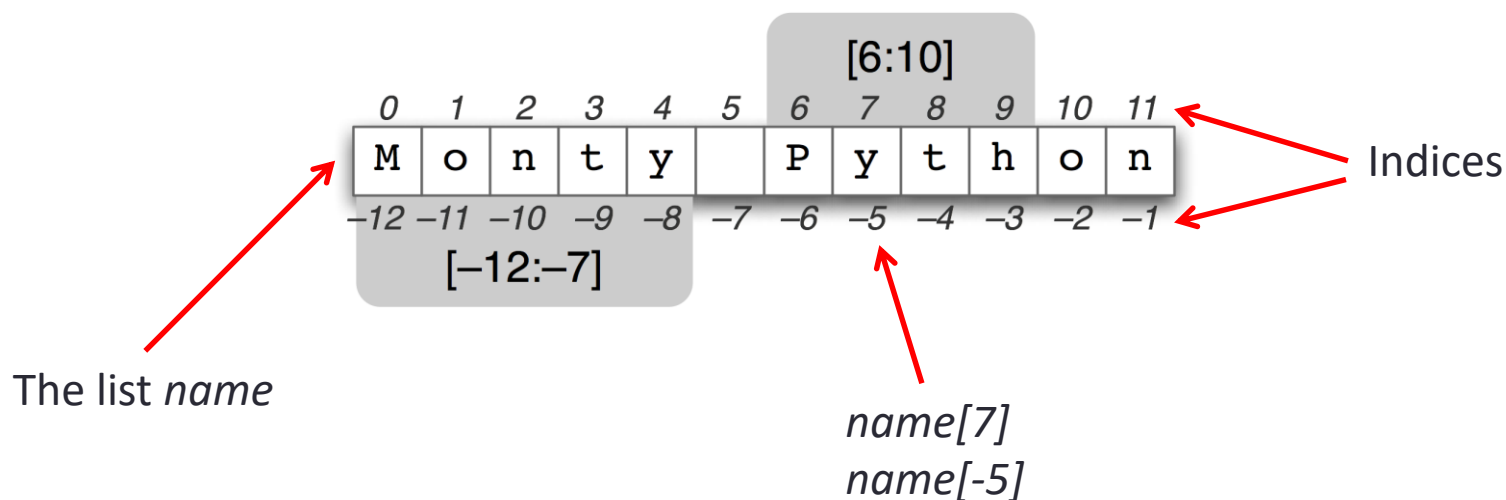 [6:10]
0 1 2 3 4 5 6 7 8 9 10 11
M o n t y P y t h o n
Indices
–12 –11 –10 –9 –8 –7 –6 –5 –4 –3 –2 –1
[–12:–7]
The list name
name[7]
name[-5]